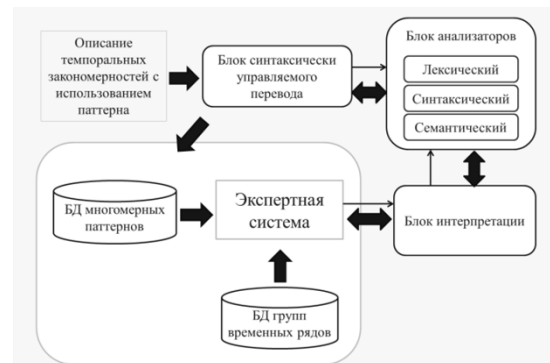 Описание
темпоральных
закономерностей с
использованием
паттерна
Блок синтаксически
управляемого
перевода
Блок анализаторов
Лексический
Синтаксический
Семантический
БД многомерных
паттернов
Экспертная
система
Блок интерпретации
БД групп
временных рядов